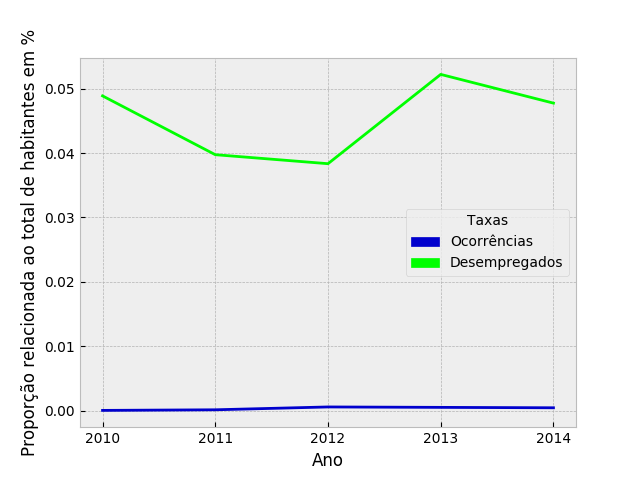 Proporção relacionada ao total de habitantes em %
0.05
0.04
0.03
0.02
0.01
0.00
Taxas
Ocorrências
Desempregados
2010 2011 2012 2013 2014
Ano